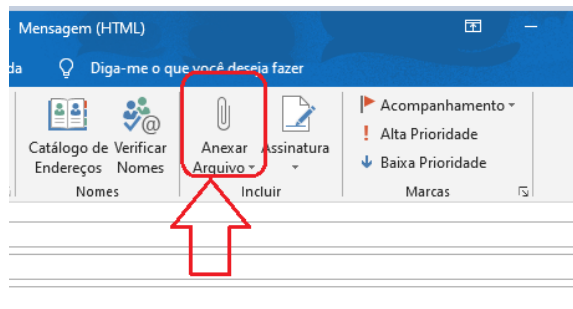 Mensagem (HTML)
da Diga-me o que você deseja fazer
Catálogo de Endereços
Verificar Nomes
Nomes
Anexar Arquivo
Assinatura
Incluir
Acompanhamento
! Alta Prioridade
Baixa Prioridade
Marcas